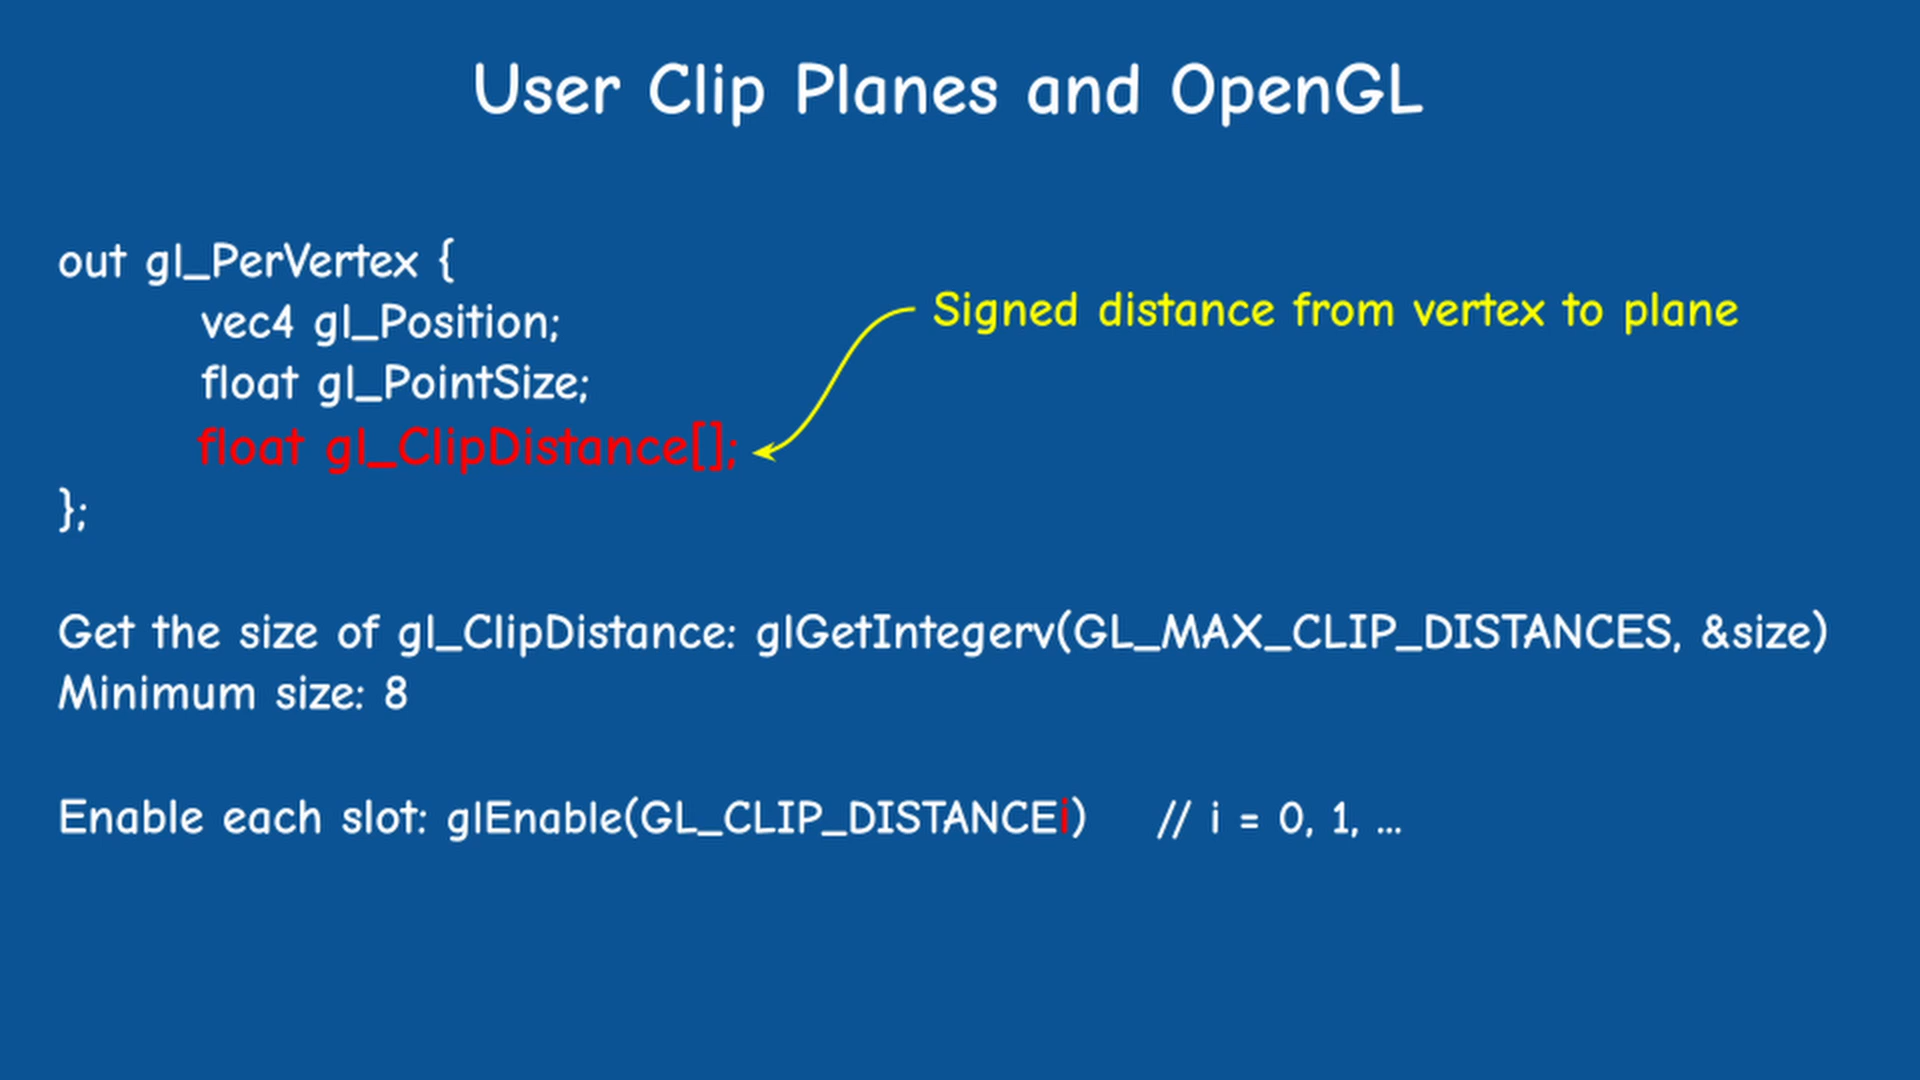 User Clip Planes and OpenGL
out gl_PerVertex {
vec4 gl_Position;
Signed distance from vertex to plane
float gl_PointSize;
float gl_ClipDistance[];
};
Get the size of gl_ClipDistance: glGetIntegerv(GL_MAX_CLIP_DISTANCES, &size)
Minimum size: 8
Enable each slot: glEnable(GL_CLIP_DISTANCEi) // i = 0, 1, ...